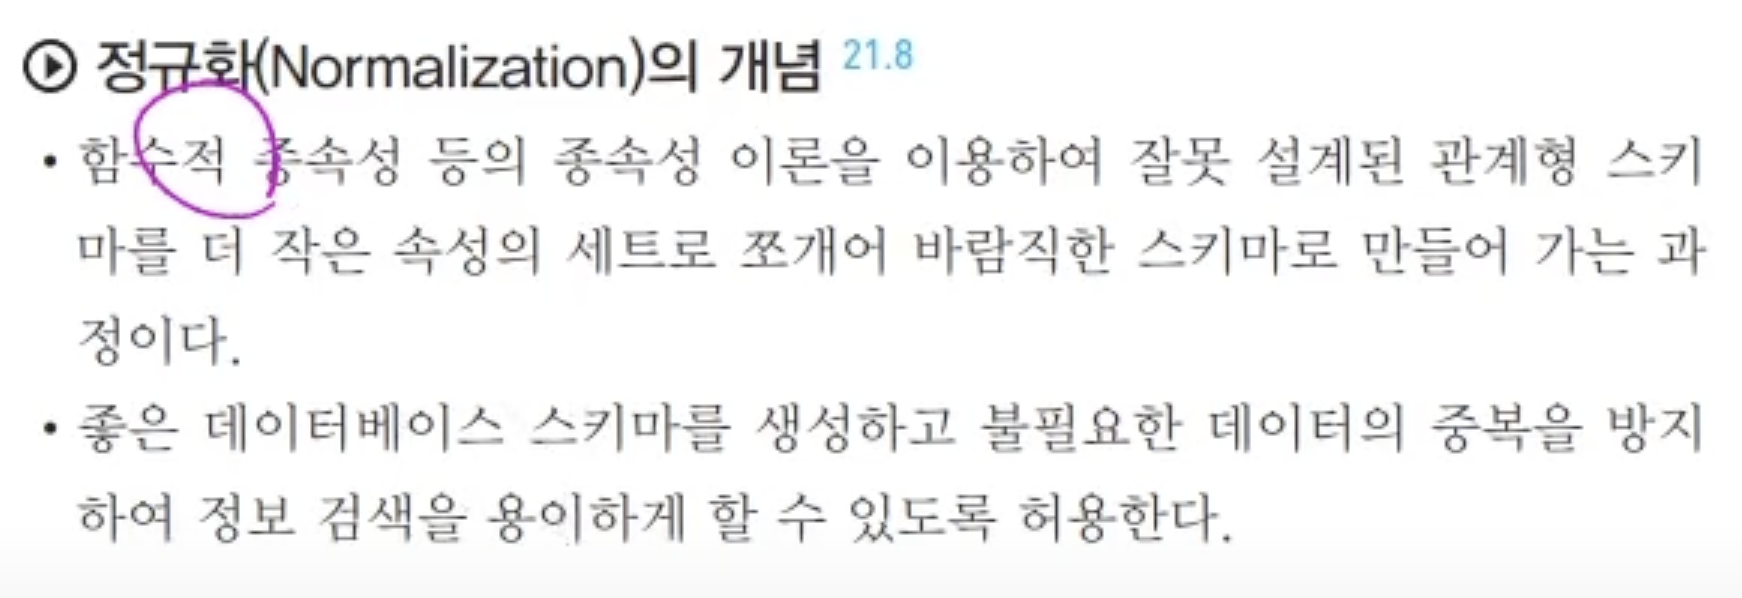 정규화(Normalization)의 개념 21.8
• 함수적 종속성 등의 종속성 이론을 이용하여 잘못 설계된 관계형 스키
마를 더 작은 속성의 세트로 쪼개어 바람직한 스키마로 만들어 가는 과
정이다.
• 좋은 데이터베이스 스키마를 생성하고 불필요한 데이터의 중복을 방지
하여 정보 검색을 용이하게 할 수 있도록 허용한다.